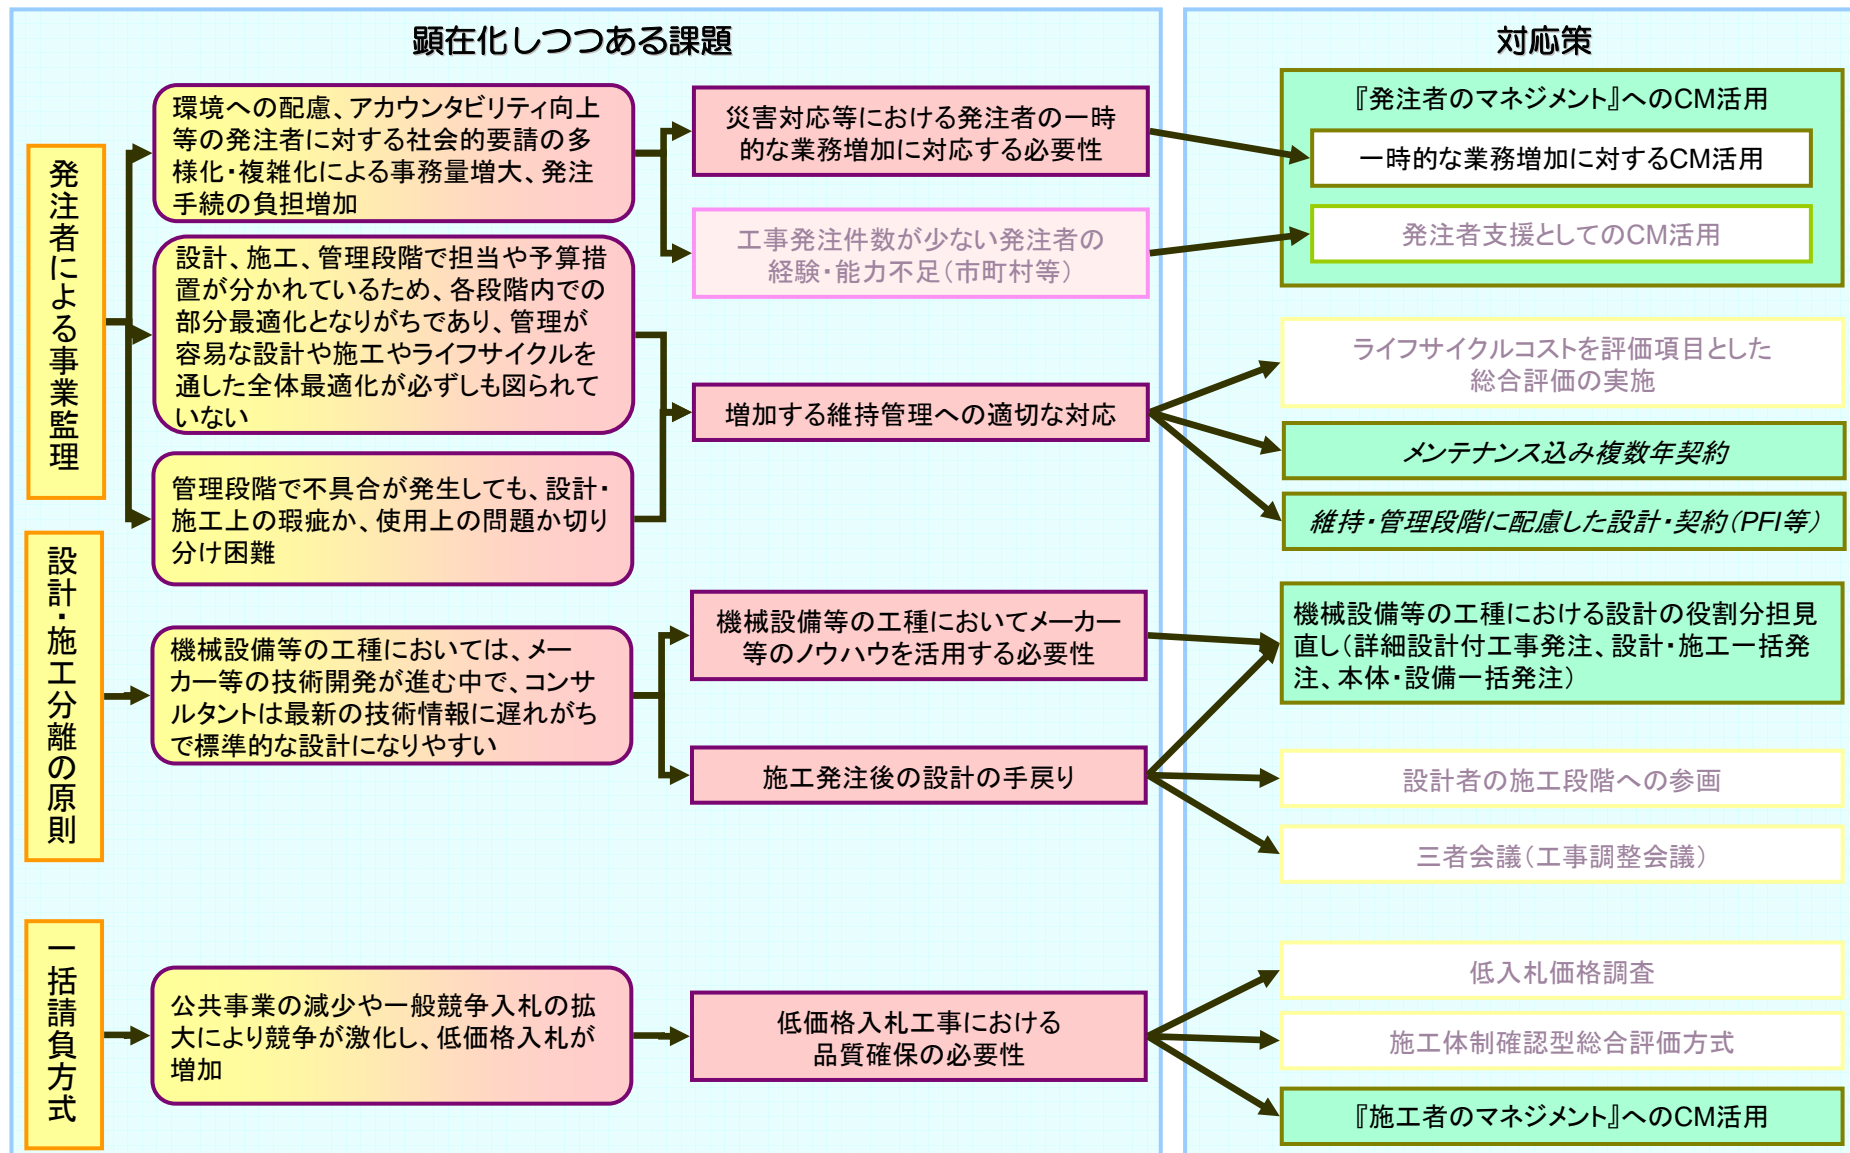 顕在化しつつある課題
対応策
発注者による事業監理
環境への配慮、アカウンタビリティ向上
等の発注者に対する社会的要請の多
様化・複雑化による事務量増大、発注
手続の負担増加
設計、施工、管理段階で担当や予算措
置が分かれているため、各段階内での
部分最適化となりがちであり、管理が
容易な設計や施工やライフサイクルを
通した全体最適化が必ずしも図られて
いない
管理段階で不具合が発生しても、設計・
施工上の瑕疵か、使用上の問題か切り
分け困難
災害対応等における発注者の一時
的な業務増加に対応する必要性
工事発注件数が少ない発注者の
経験・能力不足（市町村等）
増加する維持管理への適切な対応
『発注者のマネジメント』へのCM活用
一時的な業務増加に対するCM活用
発注者支援としてのCM活用
ライフサイクルコストを評価項目とした
総合評価の実施
メンテナンス込み複数年契約
維持・管理段階に配慮した設計・契約（PFI等）
設計・施工分離の原則
機械設備等の工種においては、メー
カー等の技術開発が進む中で、コンサ
ルタントは最新の技術情報に遅れがち
で標準的な設計になりやすい
機械設備等の工種においてメーカー
等のノウハウを活用する必要性
施工発注後の設計の手戻り
機械設備等の工種における設計の役割分担見
直し（詳細設計付工事発注、設計・施工一括発
注、本体・設備一括発注）
設計者の施工段階への参画
三者会議（工事調整会議）
一括請負方式
公共事業の減少や一般競争入札の拡
大により競争が激化し、低価格入札が
増加
低価格入札工事における
品質確保の必要性
低入札価格調査
施工体制確認型総合評価方式
『施工者のマネジメント』へのCM活用